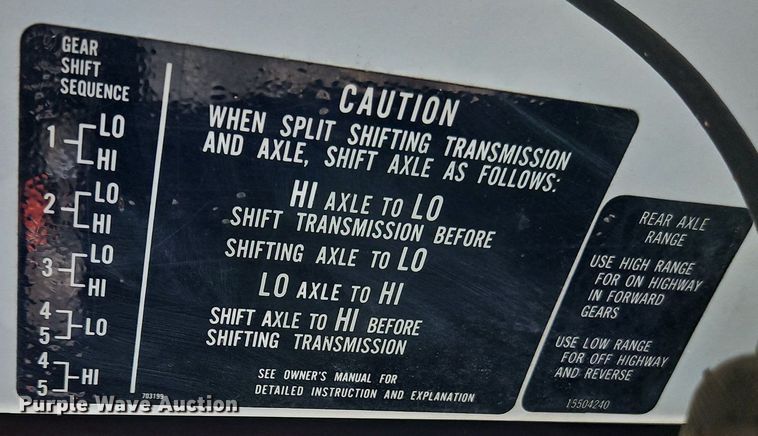 GEAR
SHIFT
SEQUENCE
1 LO
HI
2 LO
HI
3 LO
HI
4
5 LO
4
5 HI
CAUTION
WHEN SPLIT SHIFTING TRANSMISSION
AND AXLE, SHIFT AXLE AS FOLLOWS:
HI AXLE TO LO
SHIFT TRANSMISSION BEFORE
SHIFTING AXLE TO LO
LO AXLE TO HI
SHIFT AXLE TO HI BEFORE
SHIFTING TRANSMISSION
SEE OWNER'S MANUAL FOR
DETAILED INSTRUCTION AND EXPLANATION
703199
REAR AXLE
RANGE
USE HIGH RANGE
FOR ON HIGHWAY
IN FORWARD
GEARS
USE LOW RANGE
FOR OFF HIGHWAY
AND REVERSE
15504240
Purple Wave Auction